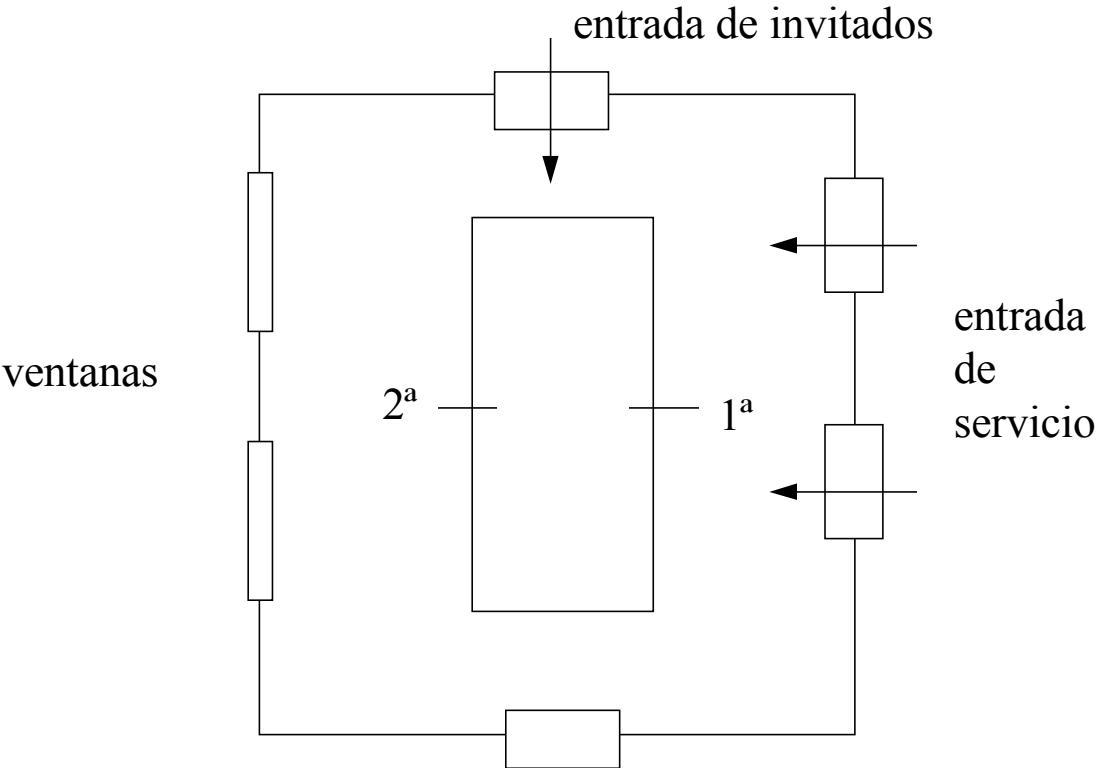 entrada de invitados
entrada
de
servicio
ventanas
2ª
1ª